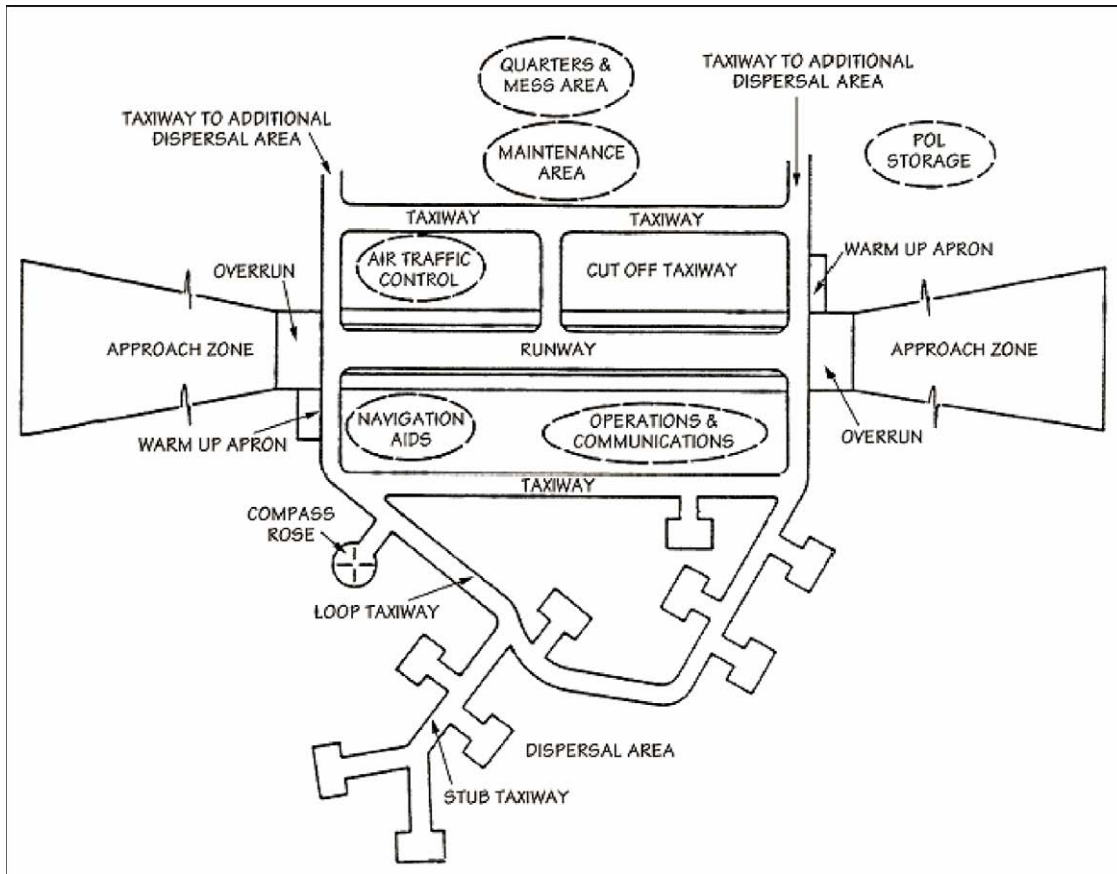 QUARTERS &
MESS AREA
TAXIWAY TO ADDITIONAL
DISPERSAL AREA
TAXIWAY TO ADDITIONAL
DISPERSAL AREA
MAINTENANCE
AREA
POL
STORAGE
TAXIWAY
TAXIWAY
AIR TRAFFIC
CONTROL
CUT OFF TAXIWAY
WARM UP APRON
OVERRUN
APPROACH ZONE
RUNWAY
APPROACH ZONE
NAVIGATION
AIDS
OPERATIONS &
COMMUNICATIONS
WARM UP APRON
OVERRUN
TAXIWAY
COMPASS
ROSE
LOOP TAXIWAY
DISPERSAL AREA
STUB TAXIWAY